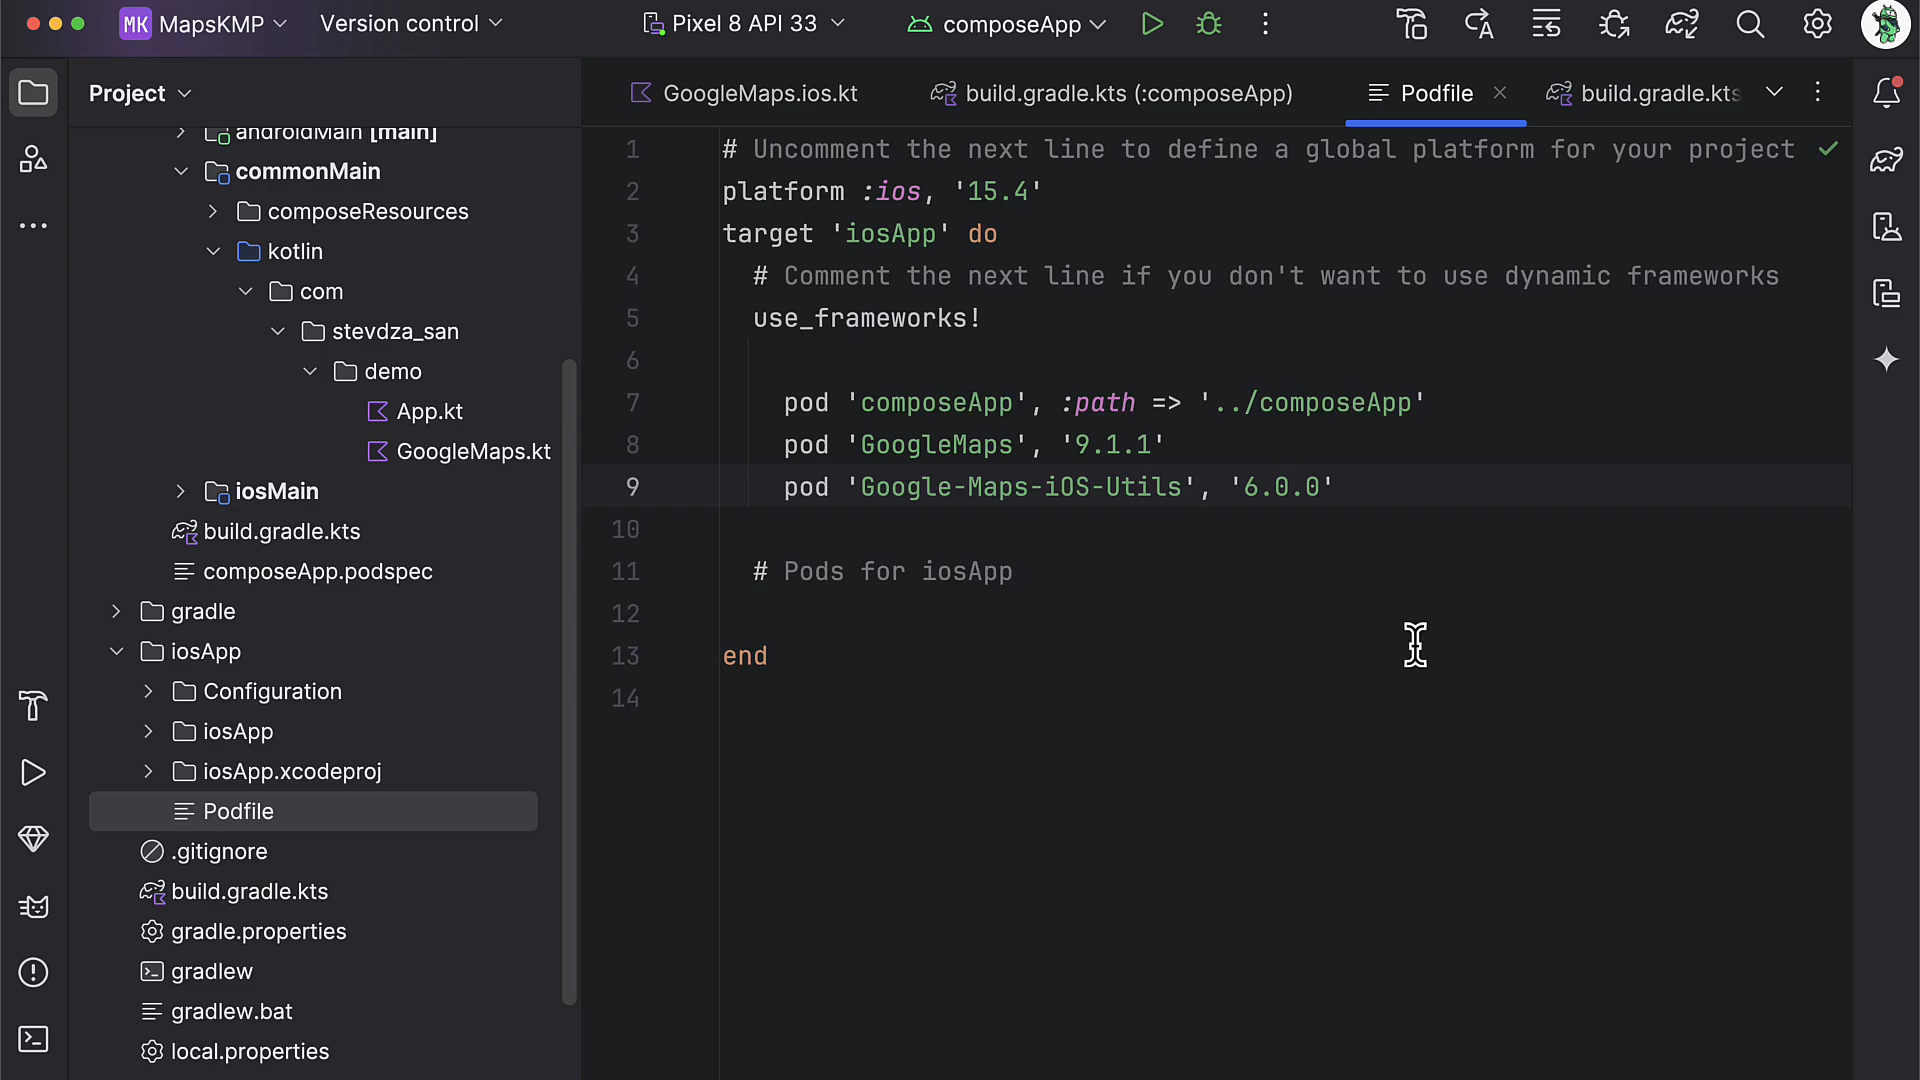 MK MapsKMP Version control Pixel 8 API 33 composeApp
Project
androidMain [main]
commonMain
composeResources
kotlin
com
stevdza_san
demo
App.kt
GoogleMaps.kt
iosMain
build.gradle.kts
composeApp.podspec
gradle
iosApp
Configuration
iosApp
iosApp.xcodeproj
Podfile
.gitignore
build.gradle.kts
gradle.properties
gradlew
gradlew.bat
local.properties
GoogleMaps.ios.kt build.gradle.kts (:composeApp) Podfile build.gradle.kts
1 # Uncomment the next line to define a global platform for your project
2 platform :ios, '15.4'
3 target 'iosApp' do
4 # Comment the next line if you don't want to use dynamic frameworks
5 use_frameworks!
6
7 pod 'composeApp', :path => '../composeApp'
8 pod 'GoogleMaps', '9.1.1'
9 pod 'Google-Maps-iOS-Utils', '6.0.0'
10
11 # Pods for iosApp
12
13 end
14